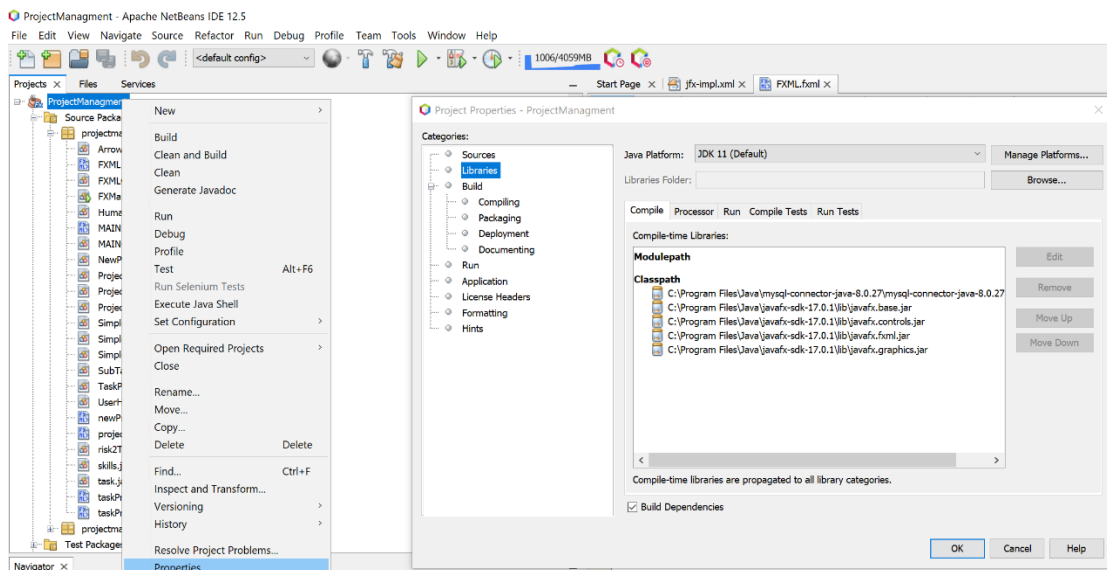 ProjectManagment - Apache NetBeans IDE 12.5
File Edit View Navigate Source Refactor Run Debug Profile Team Tools Window Help
<default config>
1006/4059MB
Projects Files Services
Start Page jfx-impl.xml FXML.fxml
ProjectManagmen
Source Packa
projectma
Arrow
FXML
FXML
FXMa
Huma
MAIN
MAIN
NewP
Projec
Projec
Projec
Simpl
Simpl
Simpl
SubTa
TaskP
UserH
newP
projec
risk2T
skills.j
task.ja
taskPr
taskPr
projectma
Test Packages
Navigator
New
Build
Clean and Build
Clean
Generate Javadoc
Run
Debug
Profile
Test Alt+F6
Run Selenium Tests
Execute Java Shell
Set Configuration
Open Required Projects
Close
Rename...
Move...
Copy...
Delete Delete
Find... Ctrl+F
Inspect and Transform...
Versioning
History
Resolve Project Problems...
Properties
Project Properties - ProjectManagment
Categories:
Sources
Libraries
Build
Compiling
Packaging
Deployment
Documenting
Run
Application
License Headers
Formatting
Hints
Java Platform: JDK 11 (Default) Manage Platforms...
Libraries Folder: Browse...
Compile Processor Run Compile Tests Run Tests
Compile-time Libraries:
Modulepath
Classpath
C:\Program Files\Java\mysql-connector-java-8.0.27\mysql-connector-java-8.0.27
C:\Program Files\Java\javafx-sdk-17.0.1\lib\javafx.base.jar
C:\Program Files\Java\javafx-sdk-17.0.1\lib\javafx.controls.jar
C:\Program Files\Java\javafx-sdk-17.0.1\lib\javafx.fxml.jar
C:\Program Files\Java\javafx-sdk-17.0.1\lib\javafx.graphics.jar
Edit
Remove
Move Up
Move Down
Compile-time libraries are propagated to all library categories.
Build Dependencies
OK Cancel Help